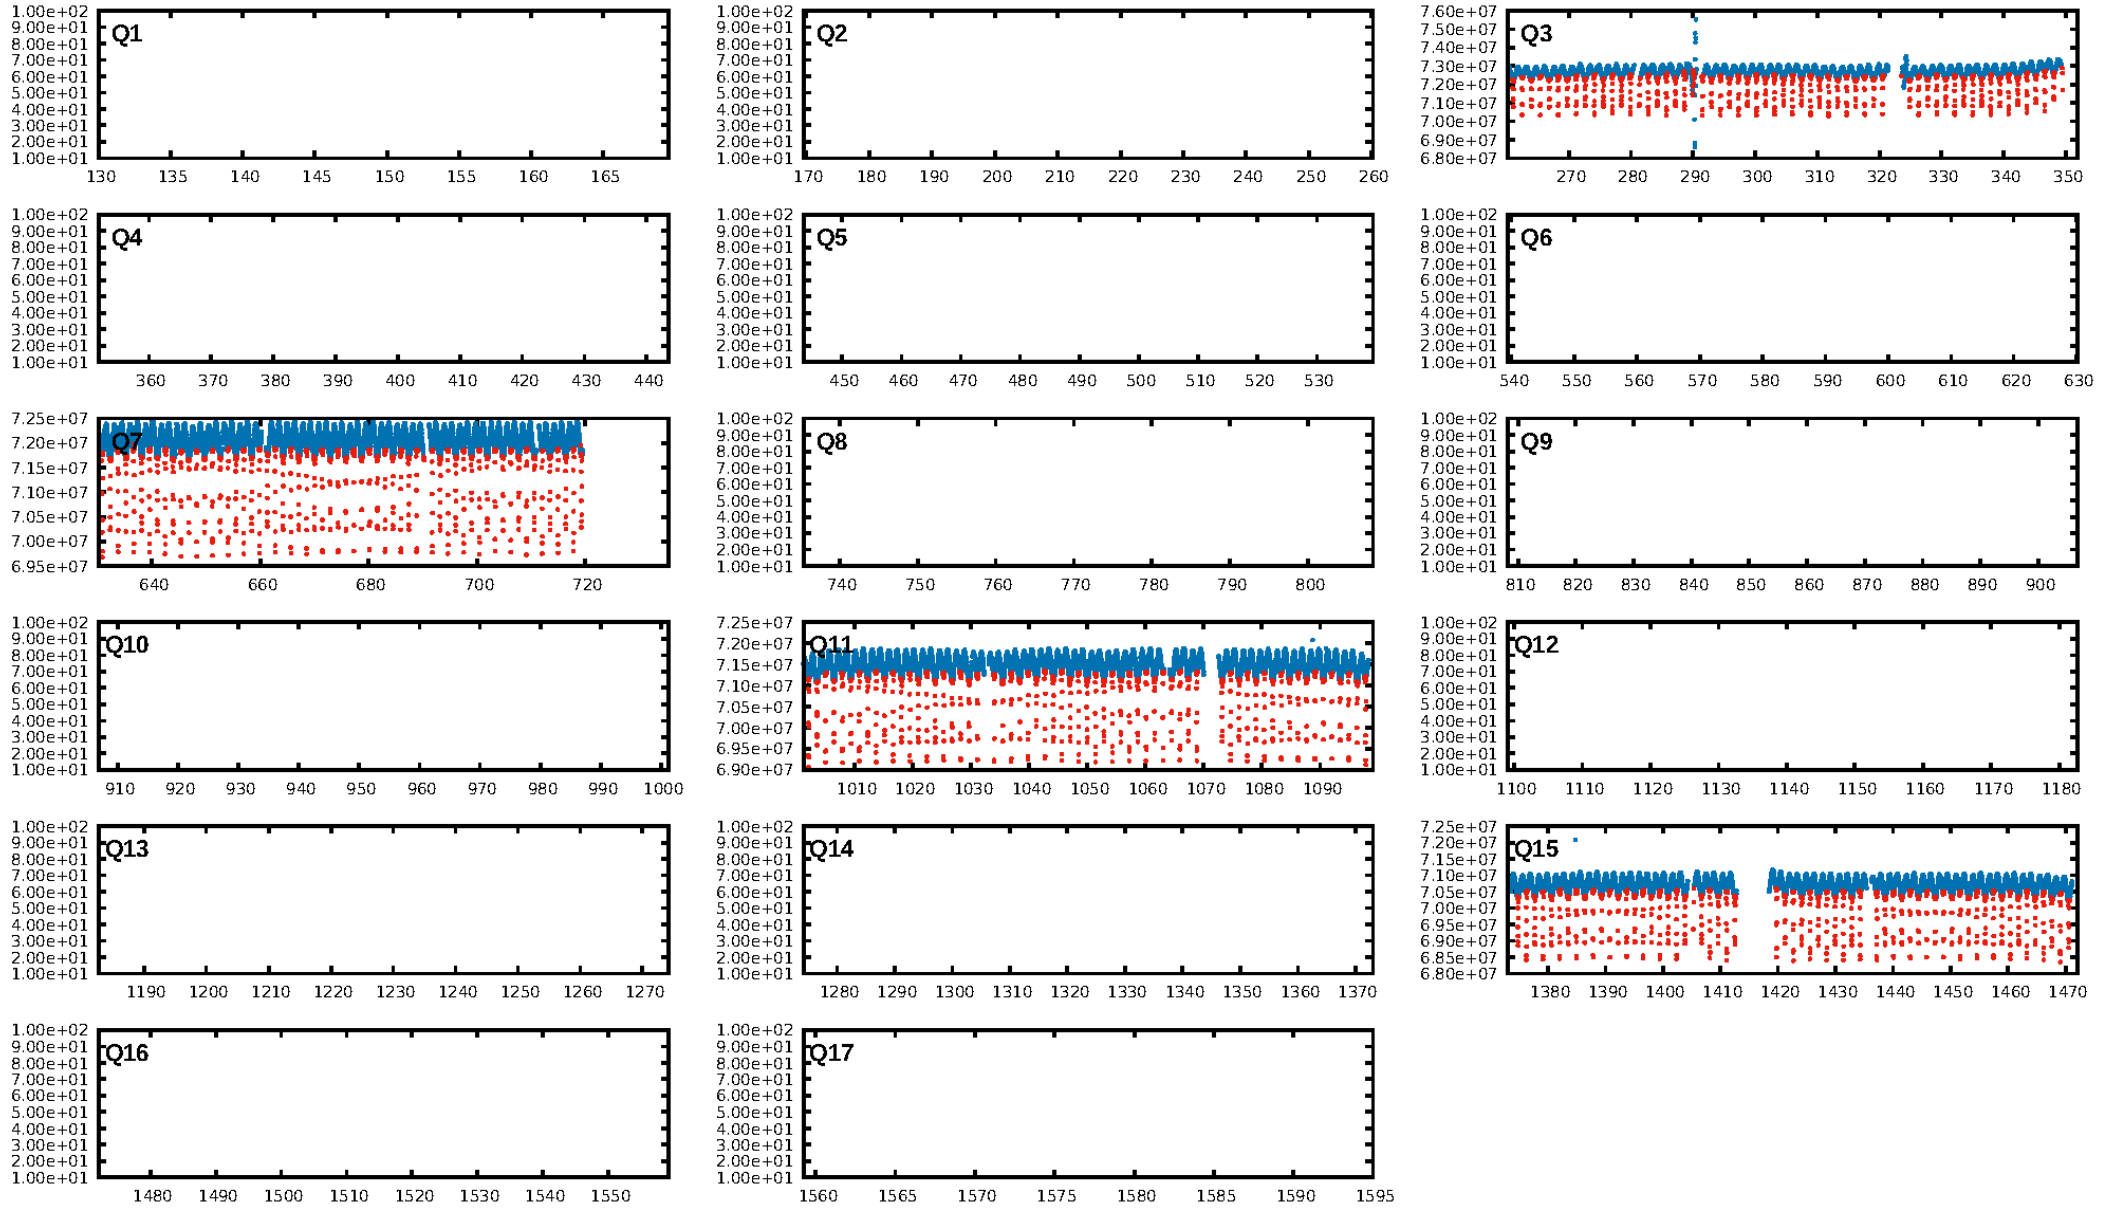 1.00e+02 9.00e+01 8.00e+01 7.00e+01 6.00e+01 5.00e+01 4.00e+01 3.00e+01 2.00e+01 1.00e+01
Q1
130 135 140 145 150 155 160 165
1.00e+02 9.00e+01 8.00e+01 7.00e+01 6.00e+01 5.00e+01 4.00e+01 3.00e+01 2.00e+01 1.00e+01
Q2
170 180 190 200 210 220 230 240 250 260
7.60e+07 7.50e+07 7.40e+07 7.30e+07 7.20e+07 7.10e+07 7.00e+07 6.90e+07 6.80e+07
Q3
270 280 290 300 310 320 330 340 350
1.00e+02 9.00e+01 8.00e+01 7.00e+01 6.00e+01 5.00e+01 4.00e+01 3.00e+01 2.00e+01 1.00e+01
Q4
360 370 380 390 400 410 420 430 440
1.00e+02 9.00e+01 8.00e+01 7.00e+01 6.00e+01 5.00e+01 4.00e+01 3.00e+01 2.00e+01 1.00e+01
Q5
450 460 470 480 490 500 510 520 530
1.00e+02 9.00e+01 8.00e+01 7.00e+01 6.00e+01 5.00e+01 4.00e+01 3.00e+01 2.00e+01 1.00e+01
Q6
540 550 560 570 580 590 600 610 620 630
7.25e+07 7.20e+07 7.15e+07 7.10e+07 7.05e+07 7.00e+07 6.95e+07
Q7
640 660 680 700 720
1.00e+02 9.00e+01 8.00e+01 7.00e+01 6.00e+01 5.00e+01 4.00e+01 3.00e+01 2.00e+01 1.00e+01
Q8
740 750 760 770 780 790 800
1.00e+02 9.00e+01 8.00e+01 7.00e+01 6.00e+01 5.00e+01 4.00e+01 3.00e+01 2.00e+01 1.00e+01
Q9
810 820 830 840 850 860 870 880 890 900
1.00e+02 9.00e+01 8.00e+01 7.00e+01 6.00e+01 5.00e+01 4.00e+01 3.00e+01 2.00e+01 1.00e+01
Q10
910 920 930 940 950 960 970 980 990 1000
7.25e+07 7.20e+07 7.15e+07 7.10e+07 7.05e+07 7.00e+07 6.95e+07 6.90e+07
Q11
1010 1020 1030 1040 1050 1060 1070 1080 1090
1.00e+02 9.00e+01 8.00e+01 7.00e+01 6.00e+01 5.00e+01 4.00e+01 3.00e+01 2.00e+01 1.00e+01
Q12
1100 1110 1120 1130 1140 1150 1160 1170 1180
1.00e+02 9.00e+01 8.00e+01 7.00e+01 6.00e+01 5.00e+01 4.00e+01 3.00e+01 2.00e+01 1.00e+01
Q13
1190 1200 1210 1220 1230 1240 1250 1260 1270
1.00e+02 9.00e+01 8.00e+01 7.00e+01 6.00e+01 5.00e+01 4.00e+01 3.00e+01 2.00e+01 1.00e+01
Q14
1280 1290 1300 1310 1320 1330 1340 1350 1360 1370
7.25e+07 7.20e+07 7.15e+07 7.10e+07 7.05e+07 7.00e+07 6.95e+07 6.90e+07 6.85e+07 6.80e+07
Q15
1380 1390 1400 1410 1420 1430 1440 1450 1460 1470
1.00e+02 9.00e+01 8.00e+01 7.00e+01 6.00e+01 5.00e+01 4.00e+01 3.00e+01 2.00e+01 1.00e+01
Q16
1480 1490 1500 1510 1520 1530 1540 1550
1.00e+02 9.00e+01 8.00e+01 7.00e+01 6.00e+01 5.00e+01 4.00e+01 3.00e+01 2.00e+01 1.00e+01
Q17
1560 1565 1570 1575 1580 1585 1590 1595